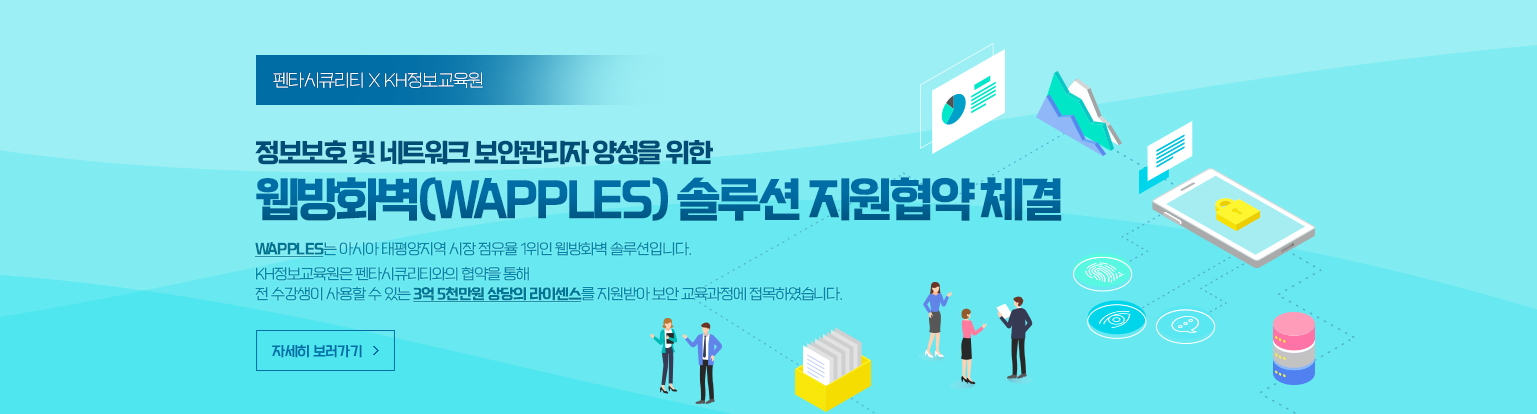 펜타시큐리티 X KH정보교육원
정보보호 및 네트워크 보안관리자 양성을 위한
웹방화벽(WAPPLES) 솔루션 지원협약 체결
WAPPLES는 아시아 태평양지역 시장 점유율 1위인 웹방화벽 솔루션입니다.
KH정보교육원은 펜타시큐리티와의 협약을 통해
전 수강생이 사용할 수 있는 3억 5천만원 상당의 라이센스를 지원받아 보안 교육과정에 접목하였습니다.
자세히 보러가기 >